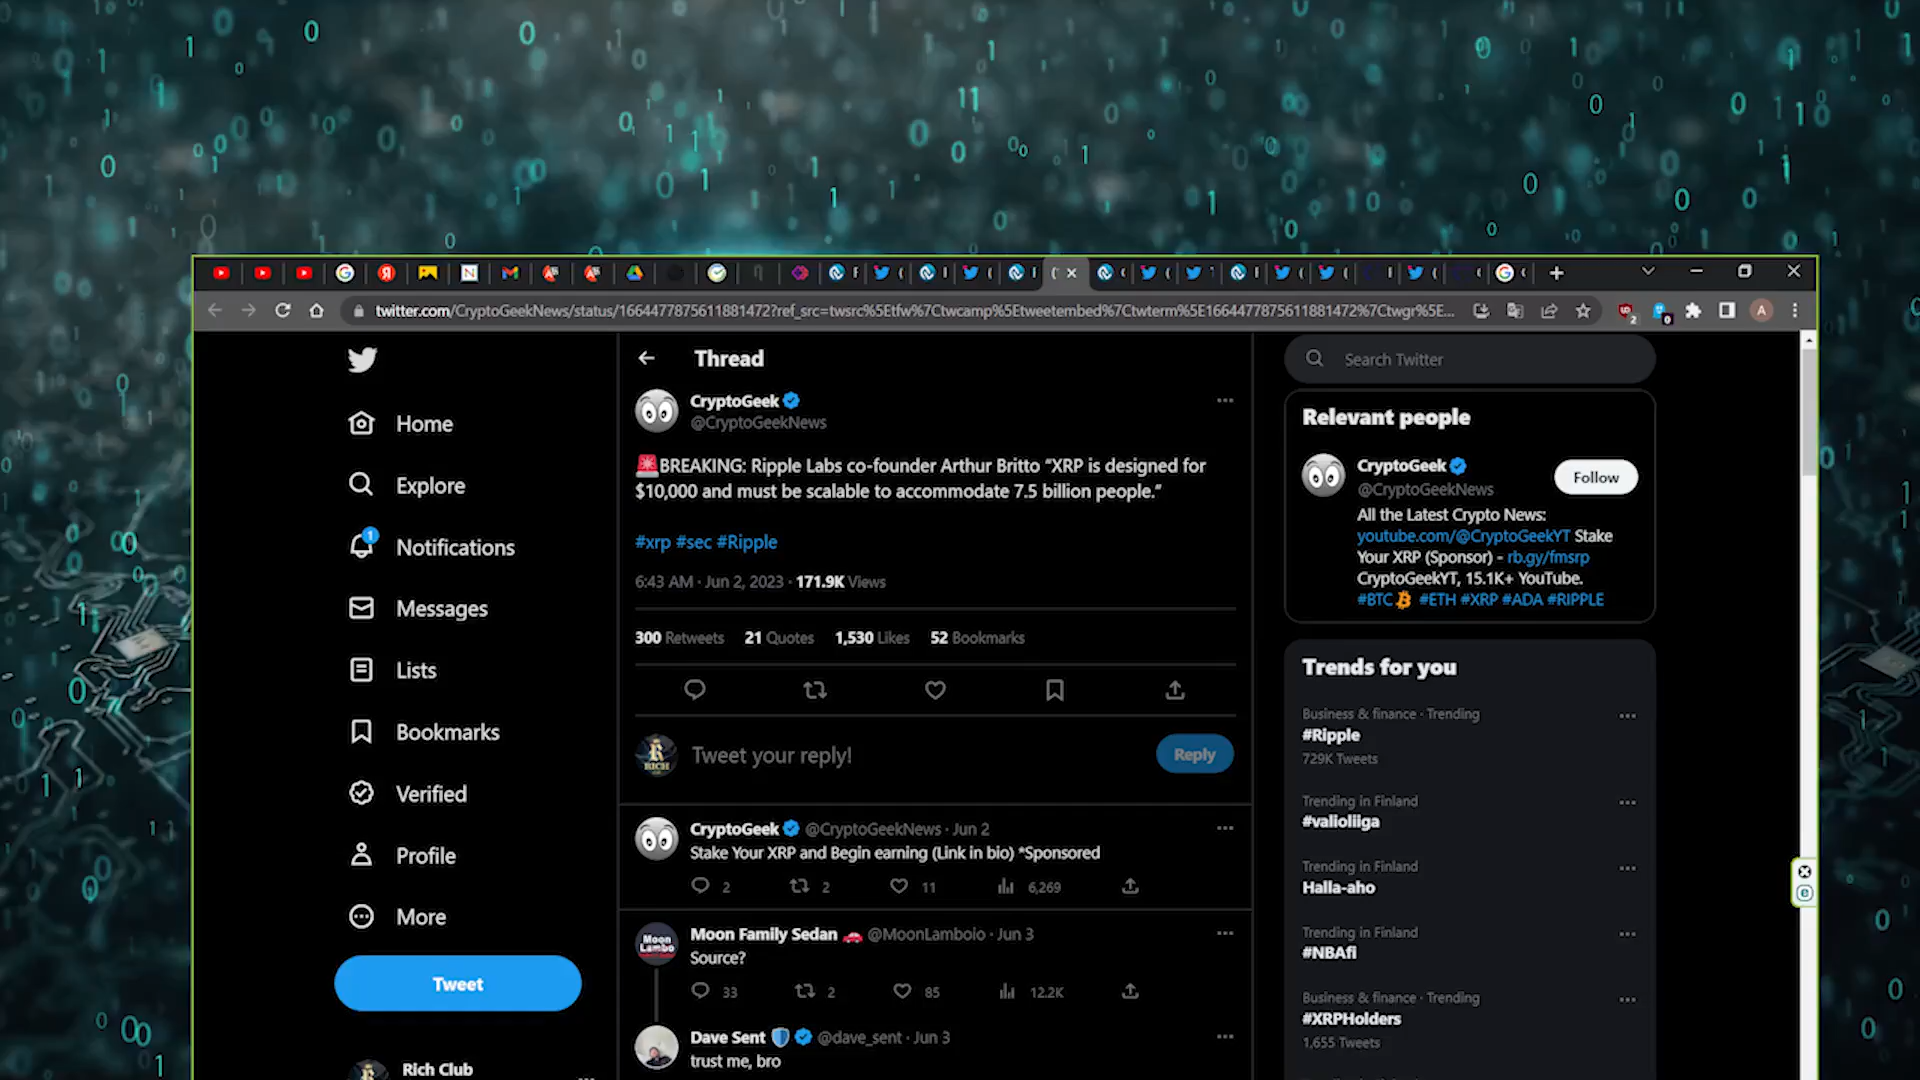 twitter.com/CryptoGeekNews/status/1664477875611881472?ref_src=twsrc%5Etfw%7Ctwcamp%5Etweetembed%7Ctwterm%5E1664477875611881472%7Ctwgr%5E...
Home
Explore
1
Notifications
Messages
Lists
Bookmarks
Verified
Profile
More
Tweet
Rich Club
Thread
CryptoGeek
@CryptoGeekNews
BREAKING: Ripple Labs co-founder Arthur Britto “XRP is designed for
$10,000 and must be scalable to accommodate 7.5 billion people.”
#xrp #sec #Ripple
6:43 AM · Jun 2, 2023 · 171.9K Views
300 Retweets 21 Quotes 1,530 Likes 52 Bookmarks
RICH
Tweet your reply!
Reply
CryptoGeek @CryptoGeekNews · Jun 2
Stake Your XRP and Begin earning (Link in bio) *Sponsored
2 2 11 6,269
Moon Lambo
Moon Family Sedan @MoonLamboio · Jun 3
Source?
33 2 85 12.2K
Dave Sent @dave_sent · Jun 3
trust me, bro
Search Twitter
Relevant people
CryptoGeek
@CryptoGeekNews
Follow
All the Latest Crypto News:
youtube.com/@CryptoGeekYT Stake
Your XRP (Sponsor) - rb.gy/fmsrp
CryptoGeekYT, 15.1K+ YouTube.
#BTC #ETH #XRP #ADA #RIPPLE
Trends for you
Business & finance · Trending
#Ripple
729K Tweets
Trending in Finland
#valioliiga
Trending in Finland
Halla-aho
Trending in Finland
#NBAfi
Business & finance · Trending
#XRPHolders
1,655 Tweets